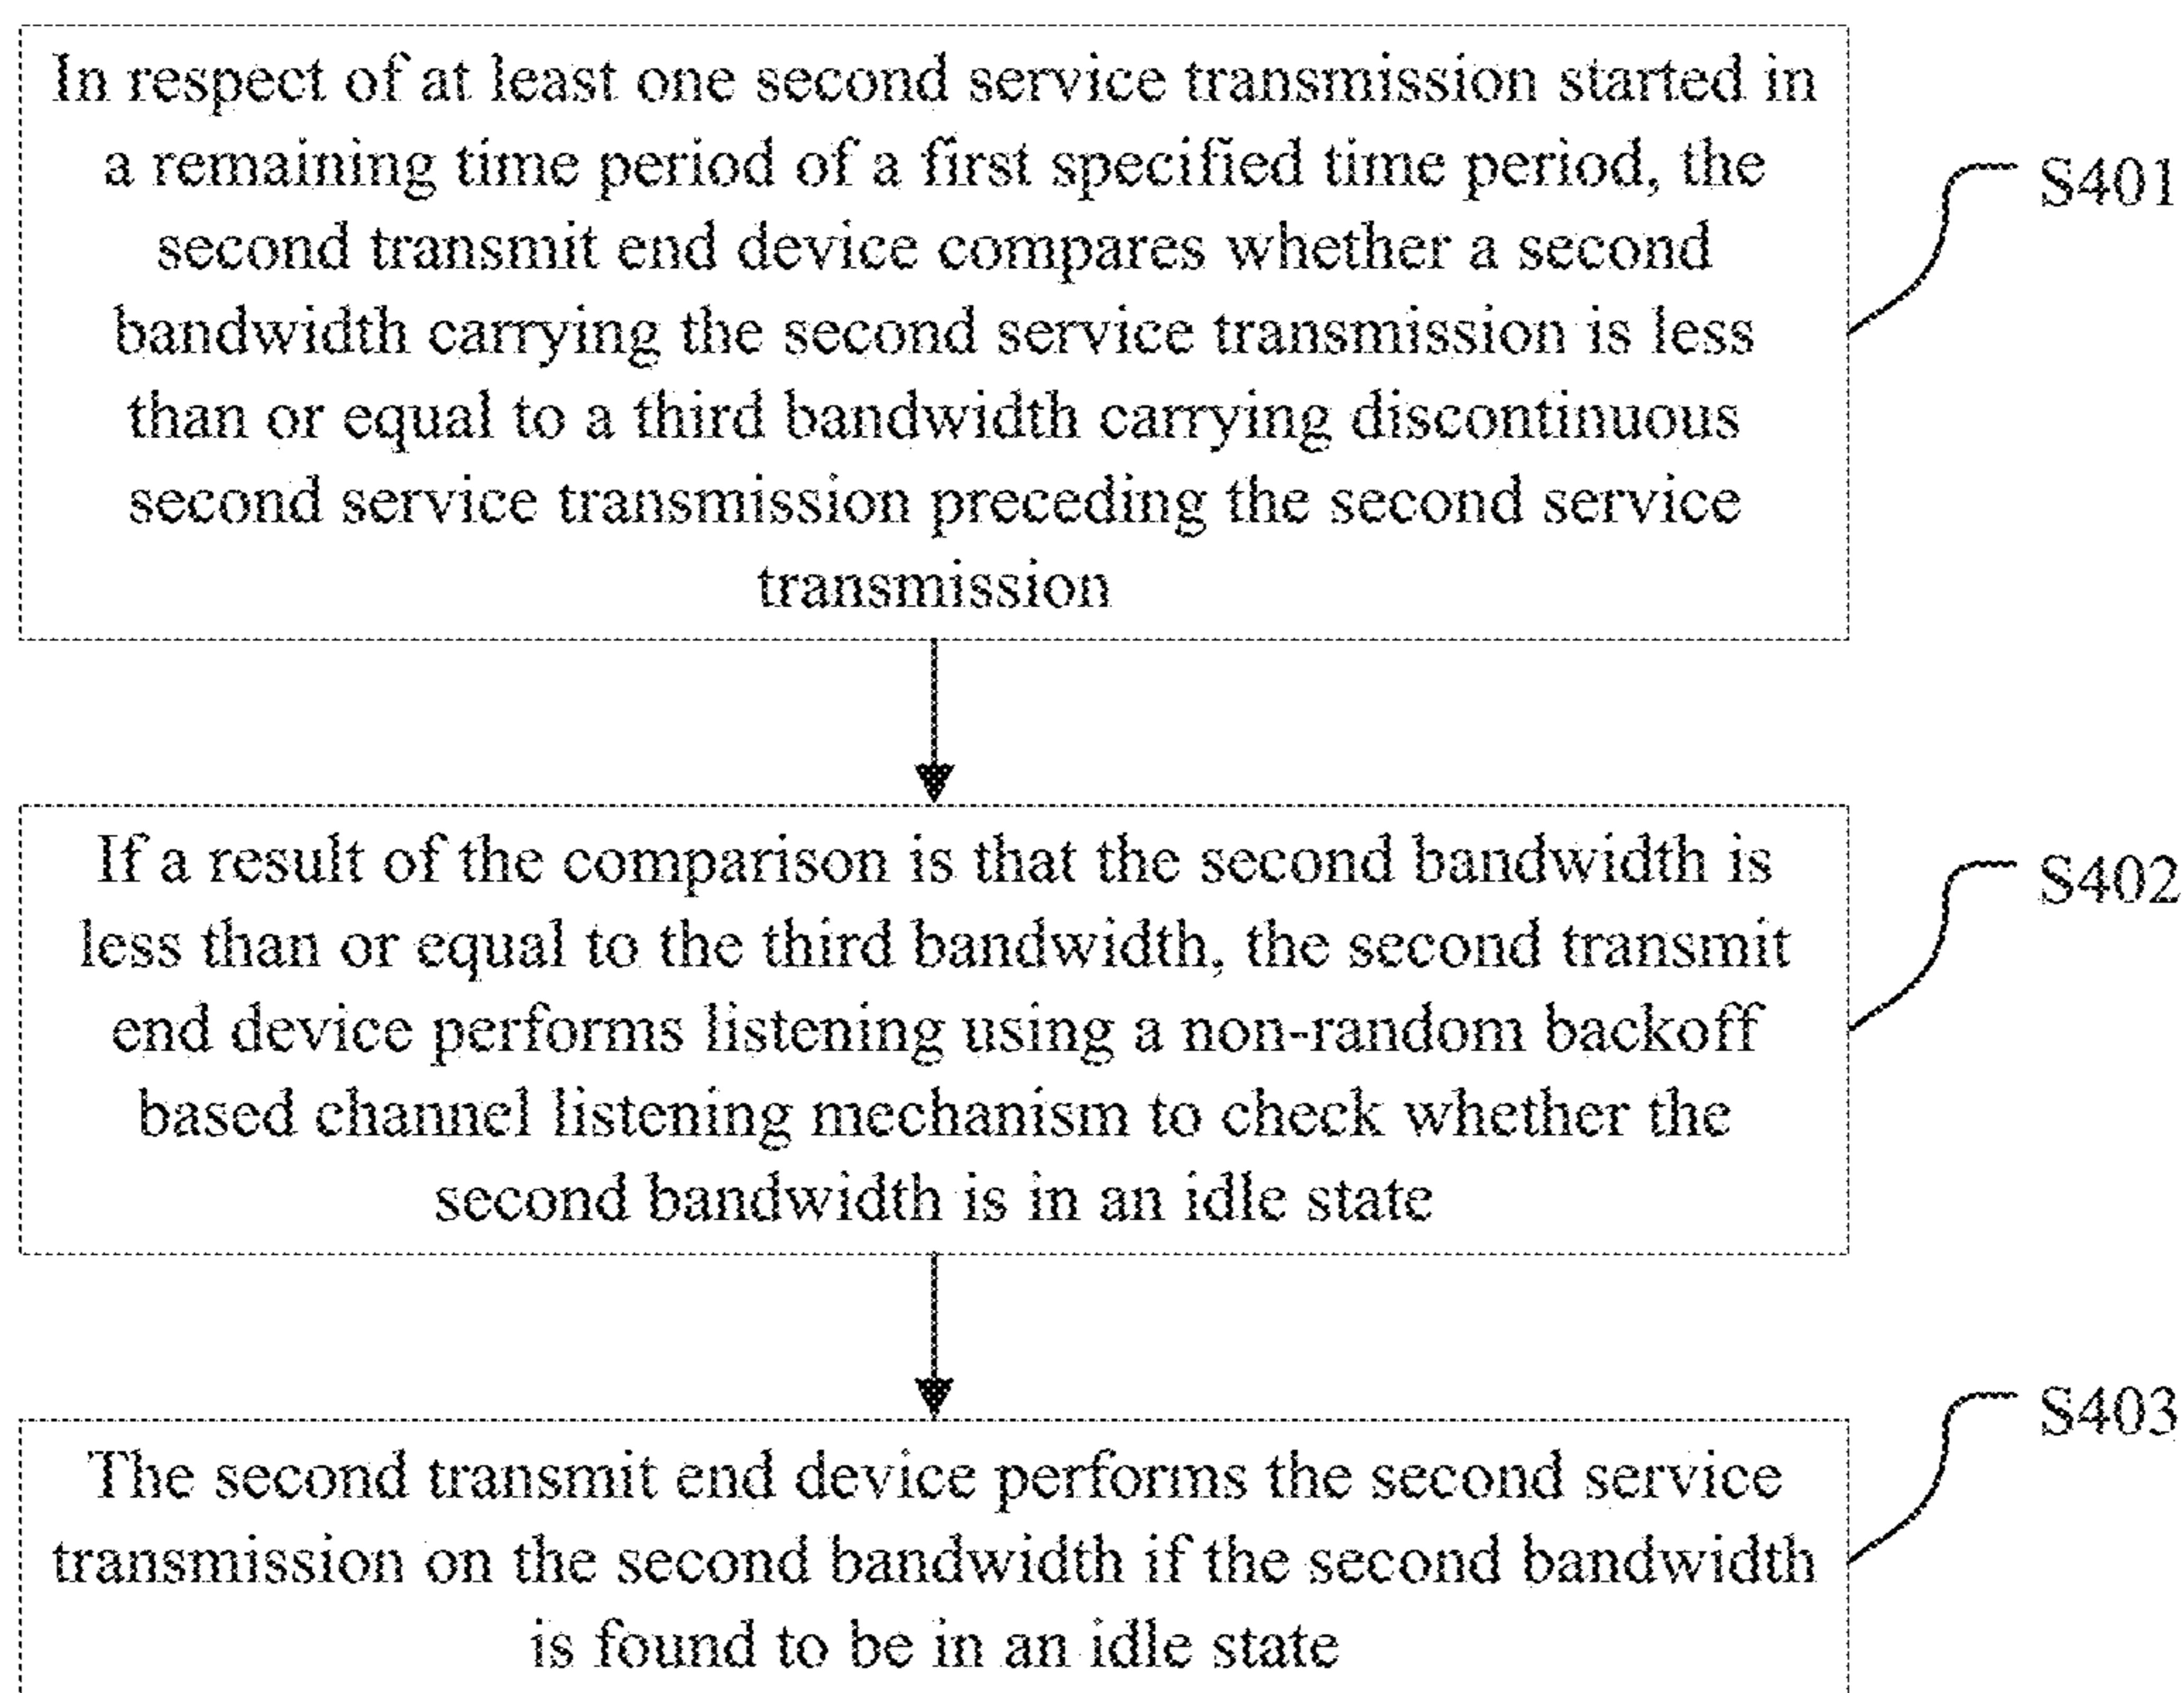 In respect of at least one second service transmission started in
a remaining time period of a first specified time period, the
second transmit end device compares whether a second
bandwidth carrying the second service transmission is less
than or equal to a third bandwidth carrying discontinuous
second service transmission preceding the second service
transmission
S401
If a result of the comparison is that the second bandwidth is
less than or equal to the third bandwidth, the second transmit
end device performs listening using a non-random backoff
based channel listening mechanism to check whether the
second bandwidth is in an idle state
S402
The second transmit end device performs the second service
transmission on the second bandwidth if the second bandwidth
is found to be in an idle state
S403